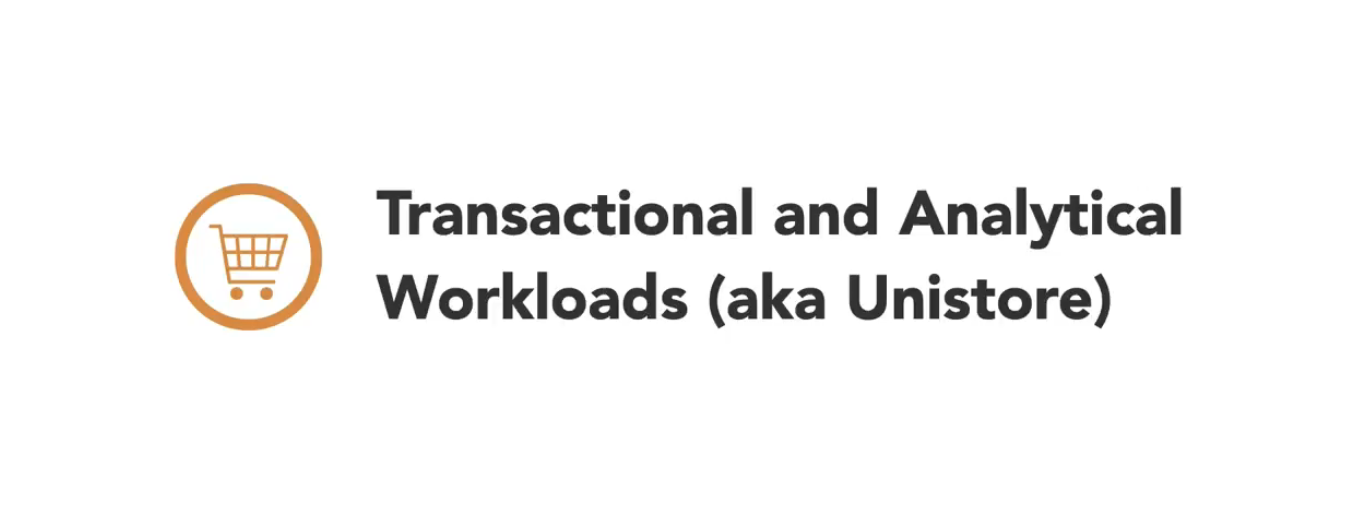 Transactional and Analytical
Workloads (aka Unistore)